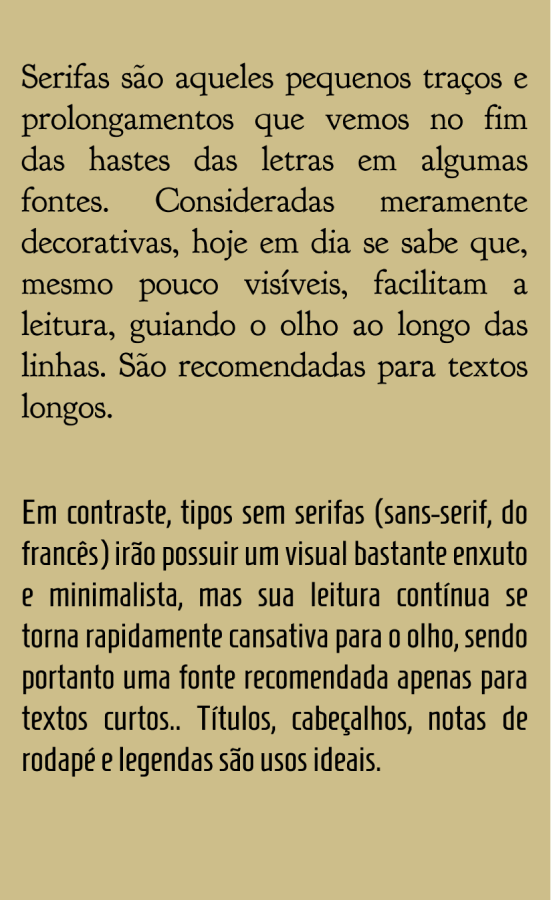 Serifas são aqueles pequenos traços e
prolongamentos que vemos no fim
das hastes das letras em algumas
fontes. Consideradas meramente
decorativas, hoje em dia se sabe que,
mesmo pouco visíveis, facilitam a
leitura, guiando o olho ao longo das
linhas. São recomendadas para textos
longos.
Em contraste, tipos sem serifas (sans-serif, do
francês) irão possuir um visual bastante enxuto
e minimalista, mas sua leitura contínua se
torna rapidamente cansativa para o olho, sendo
portanto uma fonte recomendada apenas para
textos curtos.. Títulos, cabeçalhos, notas de
rodapé e legendas são usos ideais.